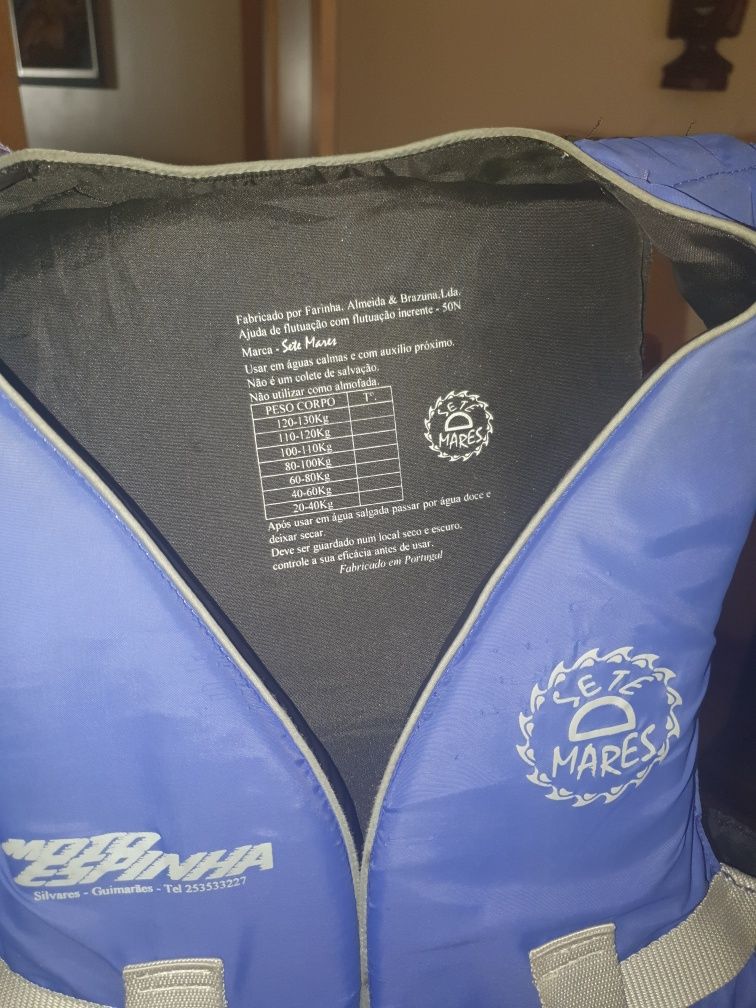 Fabricado por Farinha, Almeida & Brazuna,Lda.
Ajuda de flutuação com flutuação inerente - 50N
Marca - Sete Mares
Usar em águas calmas e com auxílio próximo.
Não é um colete de salvação.
Não utilizar como almofada.
PESO CORPO Tº.
120-130Kg
110-120Kg
100-110Kg
80-100Kg
60-80Kg
40-60Kg
20-40Kg
SETE
D
MARES
Após usar em água salgada passar por água doce e
deixar secar.
Deve ser guardado num local seco e escuro,
controle a sua eficácia antes de usar.
Fabricado em Portugal
SETE
D
MARES
MOTO
ESPINHA
Silvares - Guimarães - Tel 253533227